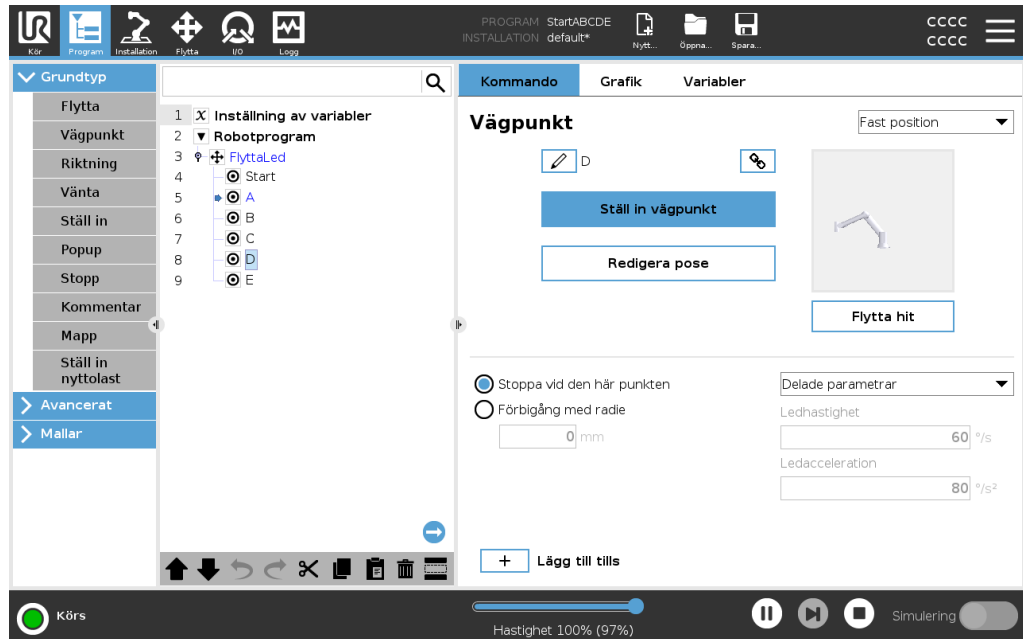 UR
PROGRAM StartABCDE
INSTALLATION default*
Kör
Program
Installation
Flytta
I/O
Logg
Nytt...
Öppna...
Spara...
CCCC
CCCC
Grundtyp
Flytta
Vägpunkt
Riktning
Vänta
Ställ in
Popup
Stopp
Kommentar
Mapp
Ställ in
nyttolast
Avancerat
Mallar
1 X Inställning av variabler
2 Robotprogram
3 FlyttaLed
4 Start
5 A
6 B
7 C
8 D
9 E
Kommando Grafik Variabler
Vägpunkt
Fast position
D
Ställ in vägpunkt
Redigera pose
Flytta hit
Stoppa vid den här punkten
Förbigång med radie
0 mm
Delade parametrar
Ledhastighet
60 °/s
Ledacceleration
80 °/s²
+ Lägg till tills
Körs
Hastighet 100% (97%)
Simulering